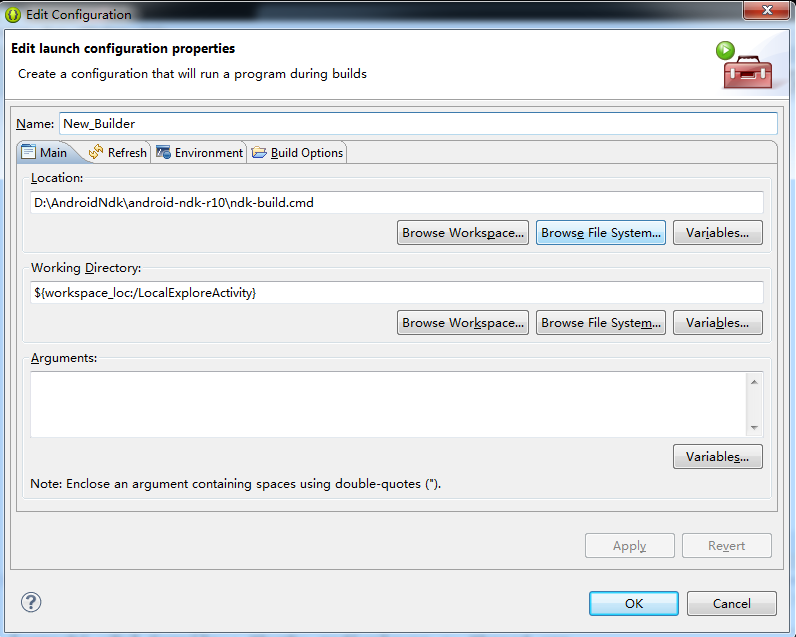 Edit Configuration
Edit launch configuration properties
Create a configuration that will run a program during builds
Name: New_Builder
Main Refresh Environment Build Options
Location:
D:\AndroidNdk\android-ndk-r10\ndk-build.cmd
Browse Workspace... Browse File System... Variables...
Working Directory:
${workspace_loc:/LocalExploreActivity}
Browse Workspace... Browse File System... Variables...
Arguments:
Variables...
Note: Enclose an argument containing spaces using double-quotes (").
Apply Revert
? OK Cancel